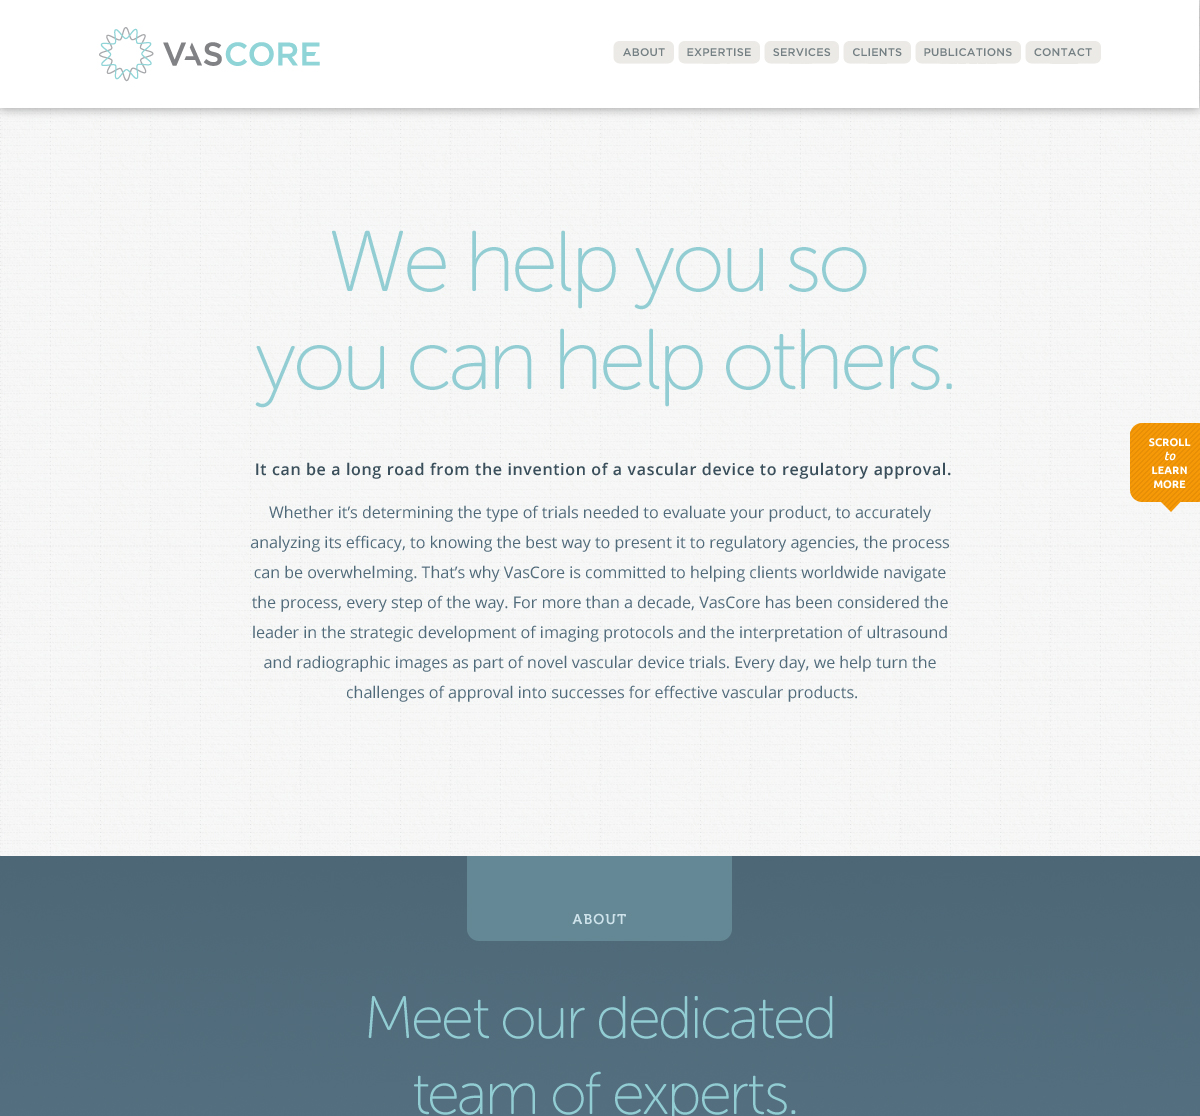 VASCORE
ABOUT
EXPERTISE
SERVICES
CLIENTS
PUBLICATIONS
CONTACT
We help you so
you can help others.
SCROLL
to
LEARN
MORE
It can be a long road from the invention of a vascular device to regulatory approval.
Whether it’s determining the type of trials needed to evaluate your product, to accurately
analyzing its efficacy, to knowing the best way to present it to regulatory agencies, the process
can be overwhelming. That’s why VasCore is committed to helping clients worldwide navigate
the process, every step of the way. For more than a decade, VasCore has been considered the
leader in the strategic development of imaging protocols and the interpretation of ultrasound
and radiographic images as part of novel vascular device trials. Every day, we help turn the
challenges of approval into successes for effective vascular products.
ABOUT
Meet our dedicated
team of experts.